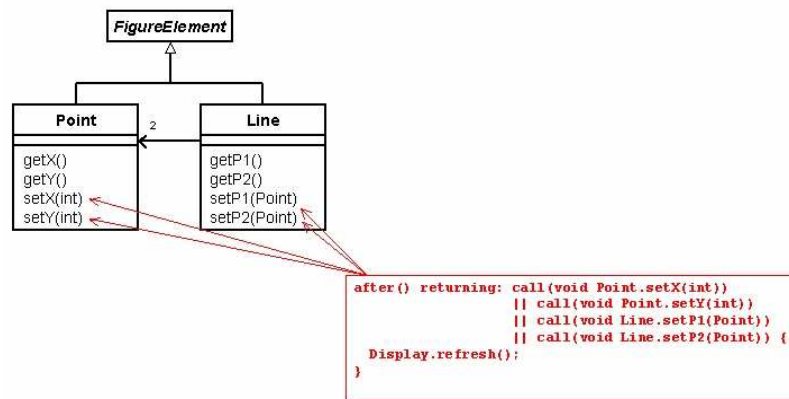 FigureElement
Point
2
Line
getX()
getY()
setX(int)
setY(int)
getP1()
getP2()
setP1(Point)
setP2(Point)
after() returning: call(void Point.setX(int))
|| call(void Point.setY(int))
|| call(void Line.setP1(Point))
|| call(void Line.setP2(Point)) {
Display.refresh();
}